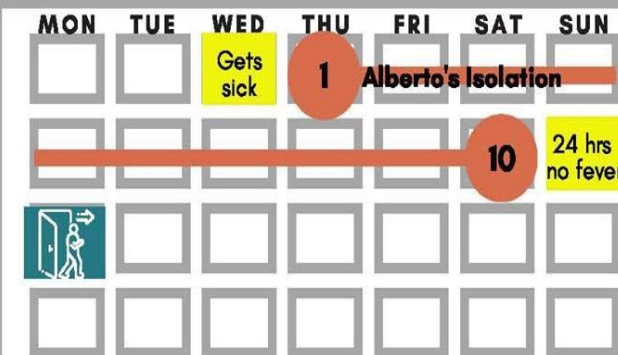 MON TUE WED THU FRI SAT SUN
Gets
sick
1 Alberto's Isolation
10
24 hrs
no fever